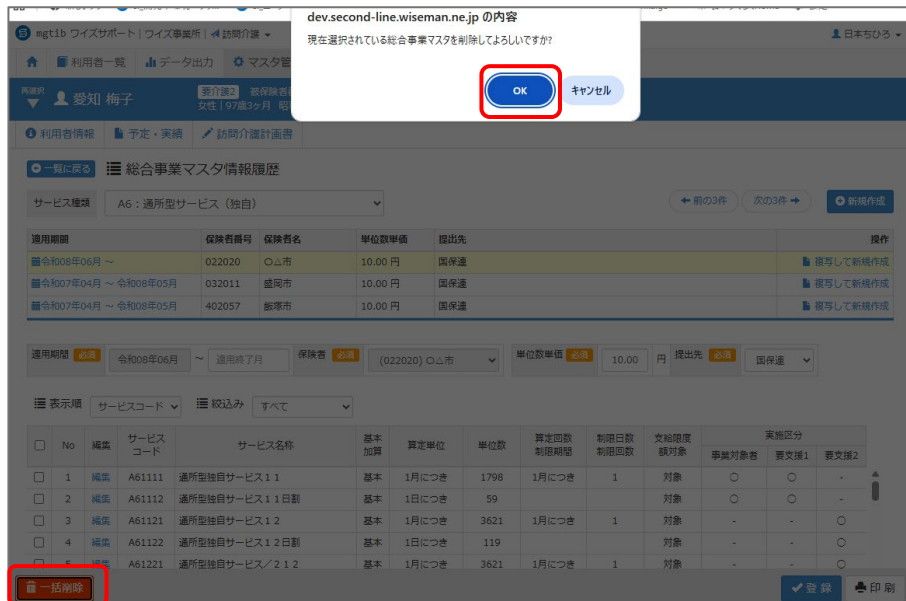 dev.second-line.wiseman.ne.jp の内容
現在選択されている総合事業マスタを削除してよろしいですか?
OK キャンセル
mgtib ワイズサポート | ワイズ事業所 | 訪問介護
日本ちひろ
利用者一覧 データ出力 マスタ管
再選択 愛知 梅子 要介護2 被保険者
女性 | 97歳3ヶ月 昭
利用者情報 予定・実績 訪問介護計画書
一覧に戻る 総合事業マスタ情報履歴
サービス種類 A6:通所型サービス(独自) 前の3件 次の3件 新規作成
適用期間 保険者番号 保険者名 単位数単価 提出先 操作
令和08年06月 ~ 022020 〇△市 10.00 円 国保連 複写して新規作成
令和07年04月 ~ 令和08年05月 032011 盛岡市 10.00 円 国保連 複写して新規作成
令和07年04月 ~ 令和08年05月 402057 飯塚市 10.00 円 国保連 複写して新規作成
適用期間 必須 令和08年06月 ~ 適用終了月 保険者 必須 (022020) 〇△市 単位数単価 必須 10.00 円 提出先 必須 国保連
表示順 サービスコード 絞込み すべて
No 編集 サービスコード サービス名称 基本加算 算定単位 単位数 算定回数制限期間 制限日数制限回数 支給限度額対象 実施区分
事業対象者 要支援1 要支援2
1 編集 A61111 通所型独自サービス11 基本 1月につき 1798 1月につき 1 対象 〇 〇 -
2 編集 A61112 通所型独自サービス11日割 基本 1日につき 59 対象 〇 〇 -
3 編集 A61121 通所型独自サービス12 基本 1月につき 3621 1月につき 1 対象 - - 〇
4 編集 A61122 通所型独自サービス12日割 基本 1日につき 119 対象 - - 〇
5 編集 A61221 通所型独自サービス/212 基本 1月につき 3621 1月につき 1 対象 - - 〇
一括削除 登録 印刷